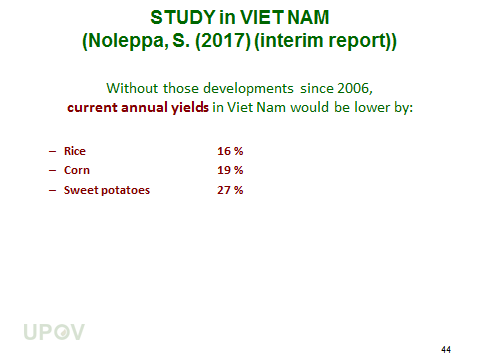 STUDY in VIET NAM
(Noleppa, S. (2017) (interim report))
Without those developments since 2006,
current annual yields in Viet Nam would be lower by:
– Rice 16 %
– Corn 19 %
– Sweet potatoes 27 %
UPOV
44